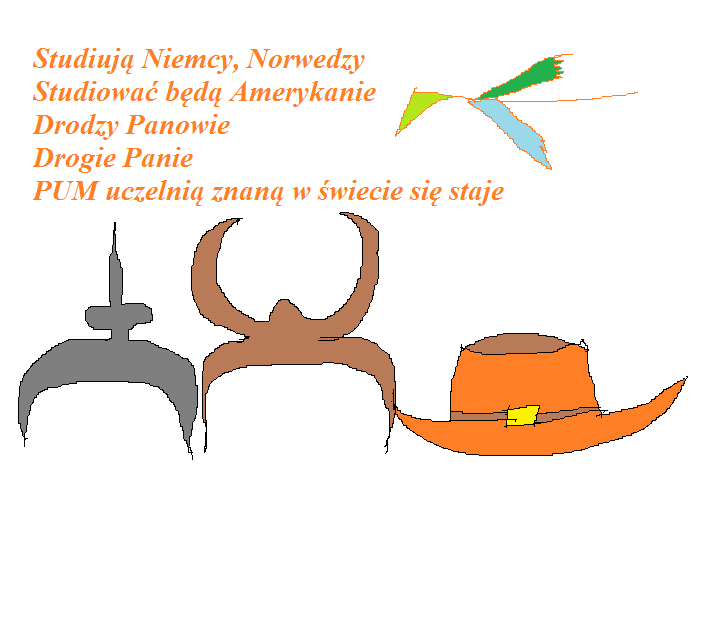 Studiują Niemcy, Norwedzy
Studiować będą Amerykanie
Drodzy Panowie
Drogie Panie
PUM uczelnią znaną w świecie się staje